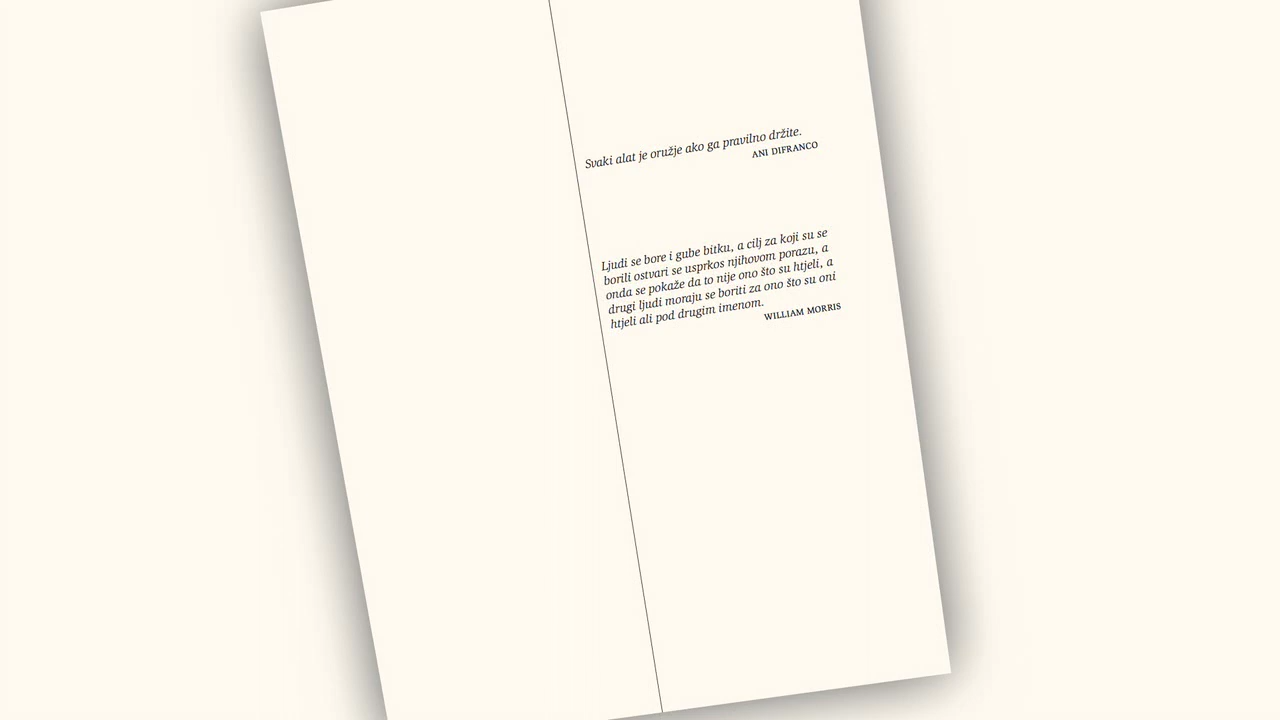 Svaki alat je oružje ako ga pravilno držite.
ANI DIFRANCO
Ljudi se bore i gube bitku, a cilj za koji su se
borili ostvari se usprkos njihovom porazu, a
onda se pokaže da to nije ono što su htjeli, a
drugi ljudi moraju se boriti za ono što su oni
htjeli ali pod drugim imenom.
WILLIAM MORRIS